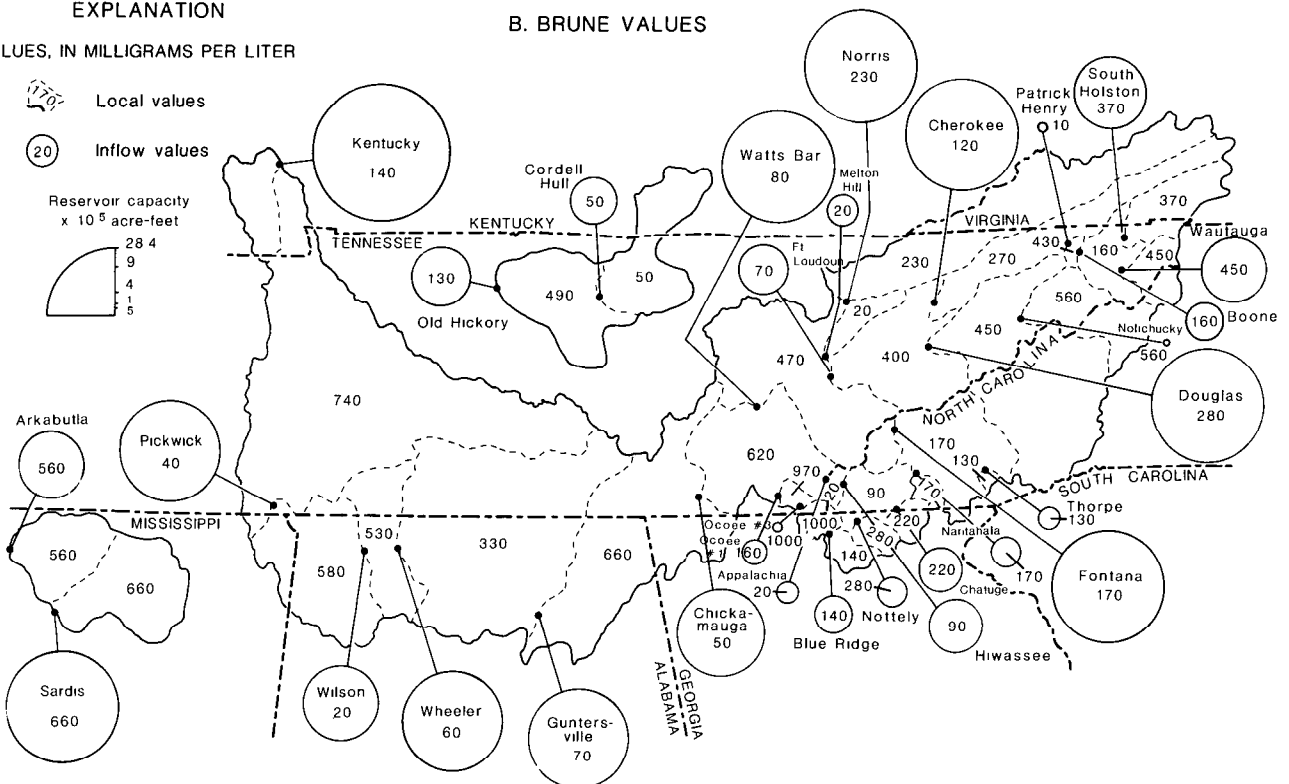 EXPLANATION
LUES, IN MILLIGRAMS PER LITER
170
Local values
20
Inflow values
Reservoir capacity
x 10 5 acre-feet
28 4
9
4
1
5
B. BRUNE VALUES
Kentucky
140
Cordell
Hull
50
Watts Bar
80
Norris
230
Melton
Hill
20
Cherokee
120
Patrick
Henry
10
South
Holston
370
KENTUCKY
TENNESSEE
VIRGINIA
370
Wautauga
450
430
160
450
130
Old Hickory
490
50
70
Ft
Loudoun
230
270
20
560
160
Boone
Nolichucky
560
450
400
470
NORTH CAROLINA
Douglas
280
740
Arkabutla
560
Pickwick
40
620
970
170
130
SOUTH CAROLINA
Thorpe
130
20
90
170
Nantahala
170
MISSISSIPPI
530
330
660
580
560
660
Ocoee #3
1000
Ocoee
#1
160
1000
220
280
140
Appalachia
20
280
Nottely
220
Chatuge
Fontana
170
140
Blue Ridge
90
Hiwassee
Chicka-
mauga
50
GEORGIA
ALABAMA
Sardis
660
Wilson
20
Wheeler
60
Gunters-
ville
70